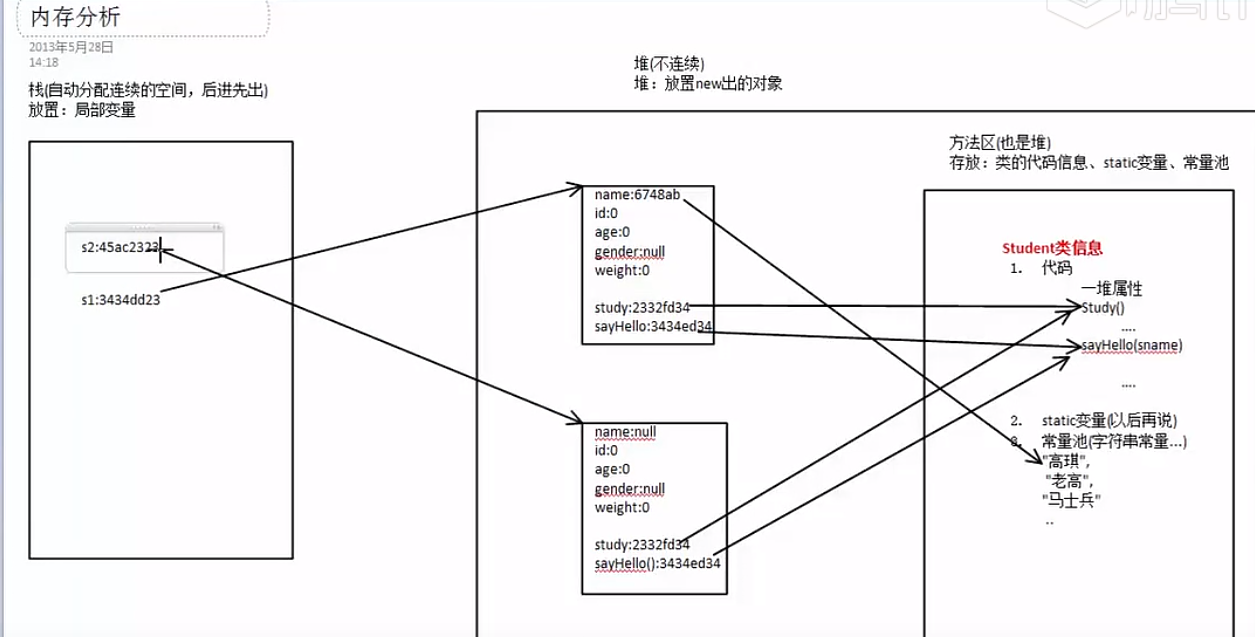 内存分析
2013年5月28日
14:18
栈(自动分配连续的空间，后进先出)
放置：局部变量
s2:45ac2323
s1:3434dd23
堆(不连续)
堆：放置new出的对象
name:6748ab
id:0
age:0
gender:null
weight:0
study:2332fd34
sayHello:3434ed34
name:null
id:0
age:0
gender:null
weight:0
study:2332fd34
sayHello():3434ed34
方法区(也是堆)
存放：类的代码信息、static变量、常量池
Student类信息
1. 代码
一堆属性
Study()
....
sayHello(sname)
....
2. static变量(以后再说)
3. 常量池(字符串常量...)
"高琪",
"老高",
"马士兵"
..